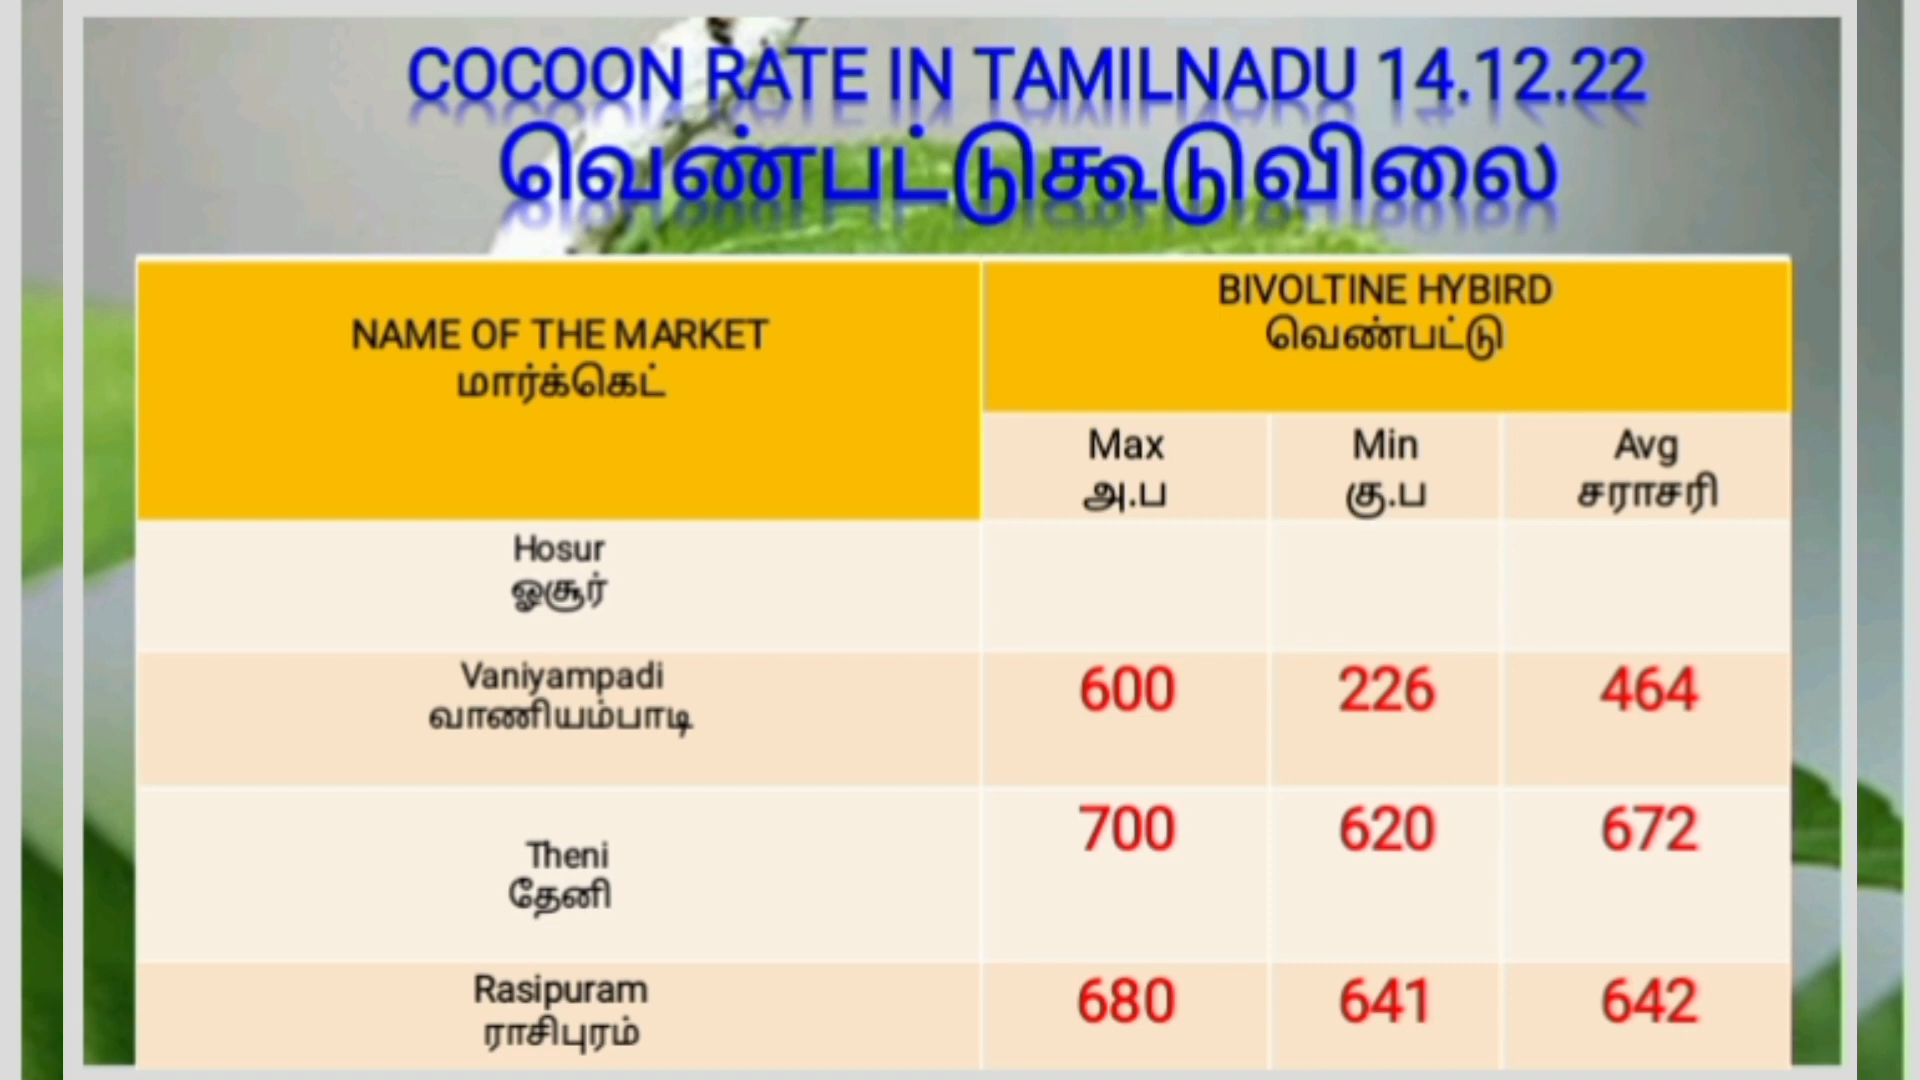 COCOON RATE IN TAMILNADU 14.12.22
வெண்பட்டுகூடுவிலை
NAME OF THE MARKET
மார்க்கெட்
BIVOLTINE HYBIRD
வெண்பட்டு
Max Min Avg
அ.ப கு.ப சராசரி
Hosur
ஓசூர்
Vaniyampadi 600 226 464
வாணியம்பாடி
700 620 672
Theni
தேனி
Rasipuram 680 641 642
ராசிபுரம்